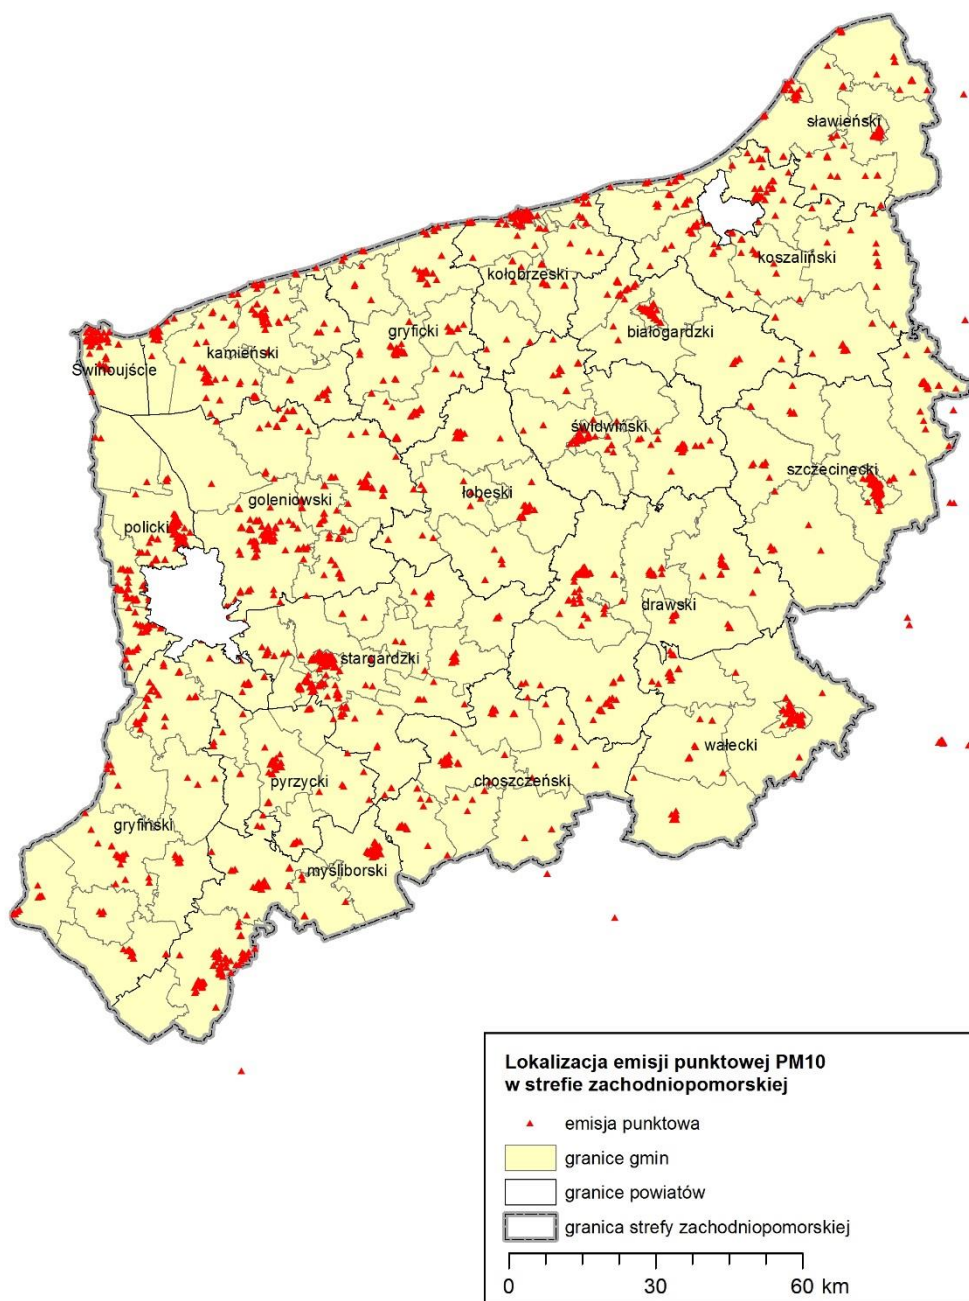 sławieński
koszaliński
kołobrzeski
białogardzki
gryficki
kamieński
Świnoujście
świdwiński
szczecinecki
łobeski
goleniowski
policki
drawski
stargardzki
wałecki
pyrzycki
choszczeński
gryfiński
myśliborski
Lokalizacja emisji punktowej PM10
w strefie zachodniopomorskiej
emisja punktowa
granice gmin
granice powiatów
granica strefy zachodniopomorskiej
0 30 60 km